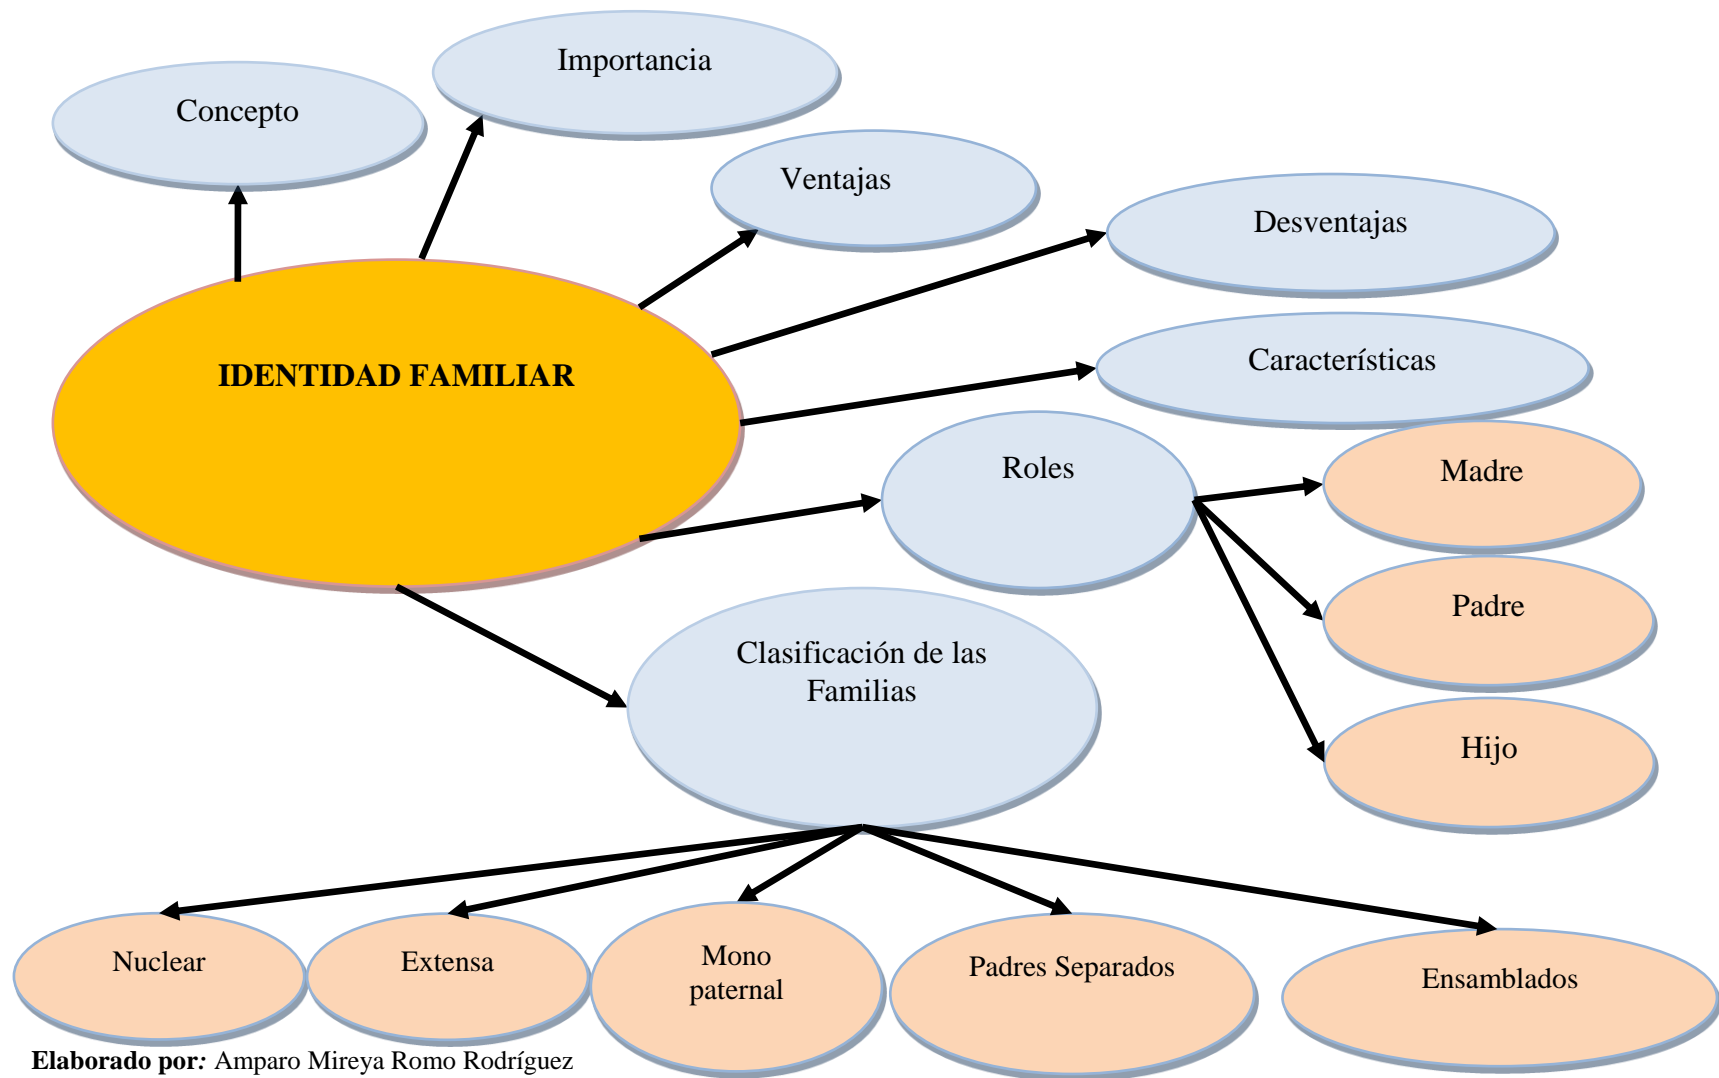 Importancia
Concepto
Ventajas
Desventajas
IDENTIDAD FAMILIAR
Características
Roles
Madre
Padre
Clasificación de las
Familias
Hijo
Nuclear
Extensa
Mono
paternal
Padres Separados
Ensamblados
Elaborado por: Amparo Mireya Romo Rodríguez